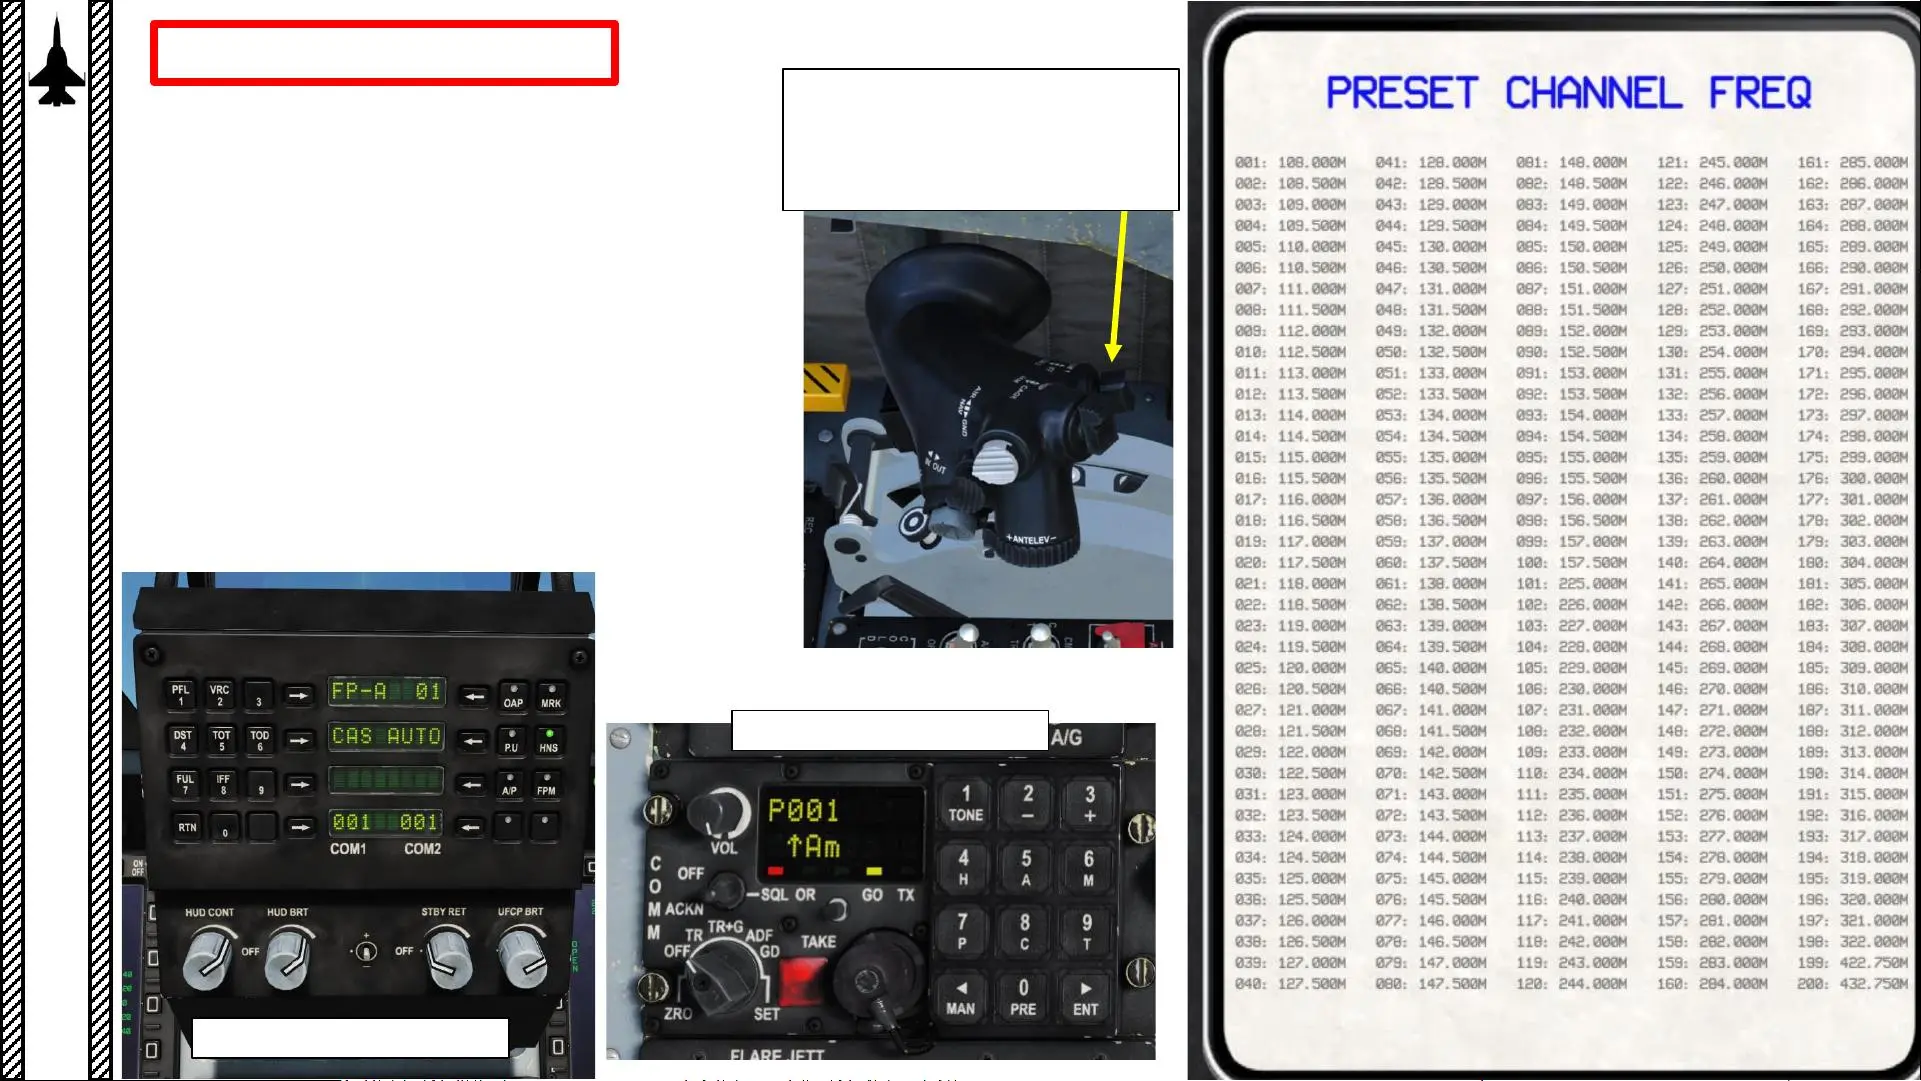 PRESET CHANNEL FREQ
001: 108.000M 041: 128.000M 081: 148.000M 121: 245.000M 161: 285.000M
002: 108.500M 042: 128.500M 082: 148.500M 122: 246.000M 162: 286.000M
003: 109.000M 043: 129.000M 083: 149.000M 123: 247.000M 163: 287.000M
004: 109.500M 044: 129.500M 084: 149.500M 124: 248.000M 164: 288.000M
005: 110.000M 045: 130.000M 085: 150.000M 125: 249.000M 165: 289.000M
006: 110.500M 046: 130.500M 086: 150.500M 126: 250.000M 166: 290.000M
007: 111.000M 047: 131.000M 087: 151.000M 127: 251.000M 167: 291.000M
008: 111.500M 048: 131.500M 088: 151.500M 128: 252.000M 168: 292.000M
009: 112.000M 049: 132.000M 089: 152.000M 129: 253.000M 169: 293.000M
010: 112.500M 050: 132.500M 090: 152.500M 130: 254.000M 170: 294.000M
011: 113.000M 051: 133.000M 091: 153.000M 131: 255.000M 171: 295.000M
012: 113.500M 052: 133.500M 092: 153.500M 132: 256.000M 172: 296.000M
013: 114.000M 053: 134.000M 093: 154.000M 133: 257.000M 173: 297.000M
014: 114.500M 054: 134.500M 094: 154.500M 134: 258.000M 174: 298.000M
015: 115.000M 055: 135.000M 095: 155.000M 135: 259.000M 175: 299.000M
016: 115.500M 056: 135.500M 096: 155.500M 136: 260.000M 176: 300.000M
017: 116.000M 057: 136.000M 097: 156.000M 137: 261.000M 177: 301.000M
018: 116.500M 058: 136.500M 098: 156.500M 138: 262.000M 178: 302.000M
019: 117.000M 059: 137.000M 099: 157.000M 139: 263.000M 179: 303.000M
020: 117.500M 060: 137.500M 100: 157.500M 140: 264.000M 180: 304.000M
021: 118.000M 061: 138.000M 101: 225.000M 141: 265.000M 181: 305.000M
022: 118.500M 062: 138.500M 102: 226.000M 142: 266.000M 182: 306.000M
023: 119.000M 063: 139.000M 103: 227.000M 143: 267.000M 183: 307.000M
024: 119.500M 064: 139.500M 104: 228.000M 144: 268.000M 184: 308.000M
025: 120.000M 065: 140.000M 105: 229.000M 145: 269.000M 185: 309.000M
026: 120.500M 066: 140.500M 106: 230.000M 146: 270.000M 186: 310.000M
027: 121.000M 067: 141.000M 107: 231.000M 147: 271.000M 187: 311.000M
028: 121.500M 068: 141.500M 108: 232.000M 148: 272.000M 188: 312.000M
029: 122.000M 069: 142.000M 109: 233.000M 149: 273.000M 189: 313.000M
030: 122.500M 070: 142.500M 110: 234.000M 150: 274.000M 190: 314.000M
031: 123.000M 071: 143.000M 111: 235.000M 151: 275.000M 191: 315.000M
032: 123.500M 072: 143.500M 112: 236.000M 152: 276.000M 192: 316.000M
033: 124.000M 073: 144.000M 113: 237.000M 153: 277.000M 193: 317.000M
034: 124.500M 074: 144.500M 114: 238.000M 154: 278.000M 194: 318.000M
035: 125.000M 075: 145.000M 115: 239.000M 155: 279.000M 195: 319.000M
036: 125.500M 076: 145.500M 116: 240.000M 156: 280.000M 196: 320.000M
037: 126.000M 077: 146.000M 117: 241.000M 157: 281.000M 197: 321.000M
038: 126.500M 078: 146.500M 118: 242.000M 158: 282.000M 198: 322.000M
039: 127.000M 079: 147.000M 119: 243.000M 159: 283.000M 199: 422.750M
040: 127.500M 080: 147.500M 120: 244.000M 160: 284.000M 200: 432.750M
CAGE
AIR NAV GND
IN OUT
+ANTELEV-
PFL 1 VRC 2 3 FP-A 01 OAP MRK
DST 4 TOT 5 TOD 6 CAS AUTO P.U HNS
FUL 7 IFF 8 9 A/P FPM
RTN 0 001 001
COM1 COM2
HUD CONT HUD BRT STBY RET UFCP BRT
OFF + - OFF
ON OFF
OPEN
A/G
P001
↑Am
VOL
COMM
OFF
ACKN
SQL OR GO TX
TR+G
TR ADF
OFF GD
ZRO SET
TAKE
1 TONE 2 - 3 +
4 H 5 A 6 M
7 P 8 C 9 T
◄ MAN 0 PRE ► ENT
FLARE JETT